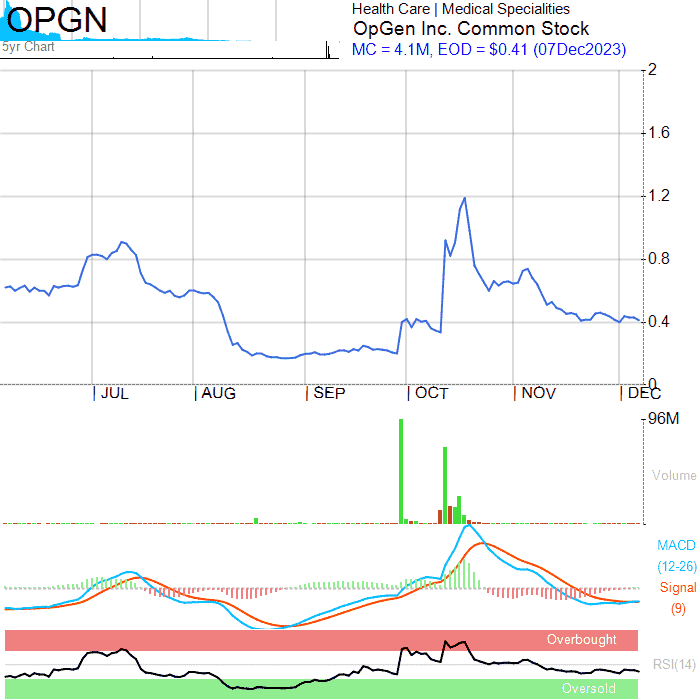 OPGN
5yr Chart
Health Care | Medical Specialities
OpGen Inc. Common Stock
MC = 4.1M, EOD = $0.41 (07Dec2023)
2
1.6
1.2
0.8
0.4
0
JUL
AUG
SEP
OCT
NOV
DEC
96M
Volume
MACD
(12-26)
Signal
(9)
Overbought
RSI(14)
Oversold